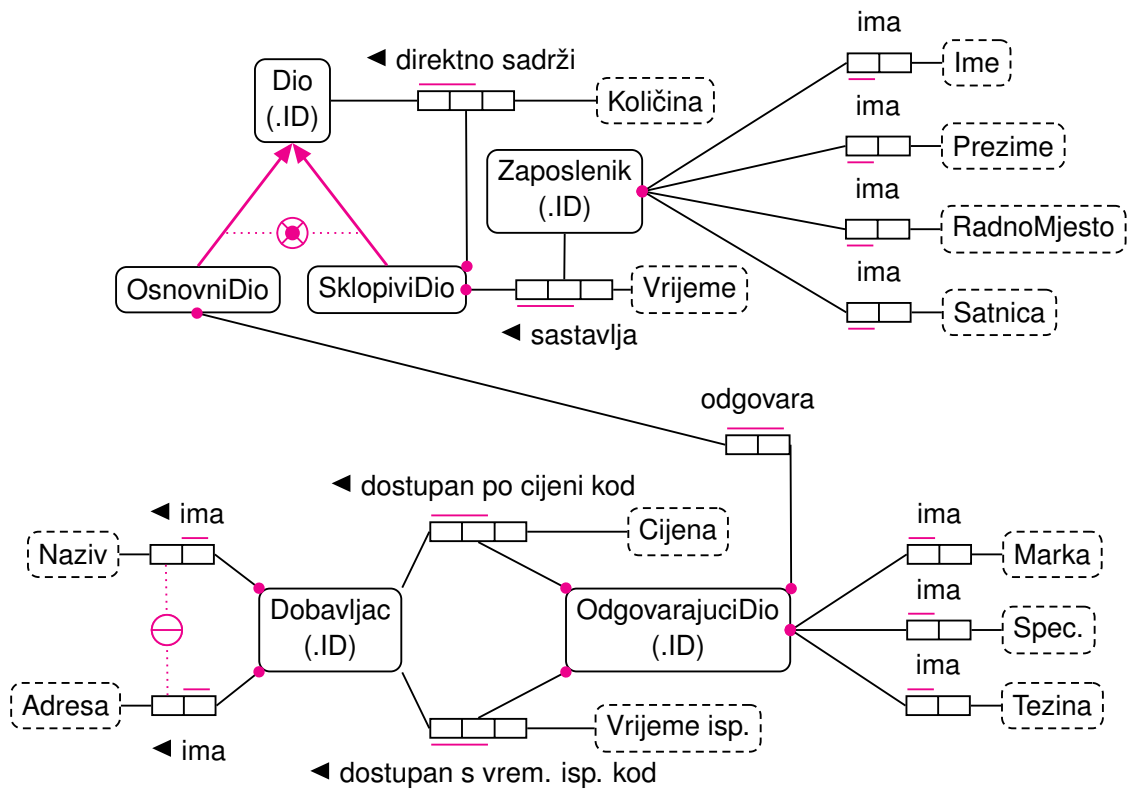 ima
Dio
(.ID)
◄ direktno sadrži
Količina
Ime
ima
Prezime
Zaposlenik
(.ID)
ima
RadnoMjesto
ima
OsnovniDio
SklopiviDio
Vrijeme
Satnica
◄ sastavlja
odgovara
◄ dostupan po cijeni kod
◄ ima
Naziv
Cijena
ima
Marka
Dobavljac
(.ID)
OdgovarajuciDio
(.ID)
ima
Spec.
ima
Adresa
◄ ima
Vrijeme isp.
Tezina
◄ dostupan s vrem. isp. kod